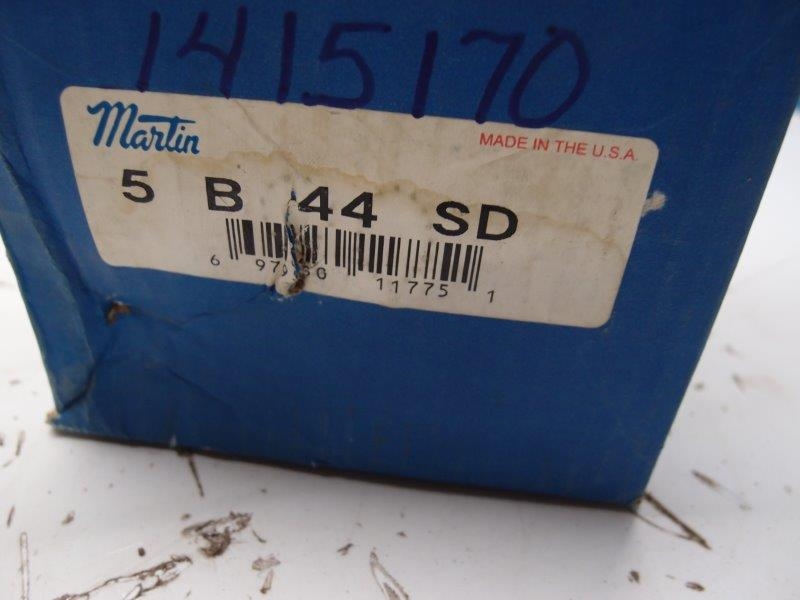 1415170
Martin
MADE IN THE U.S.A.
5 B 44 SD
11775 1